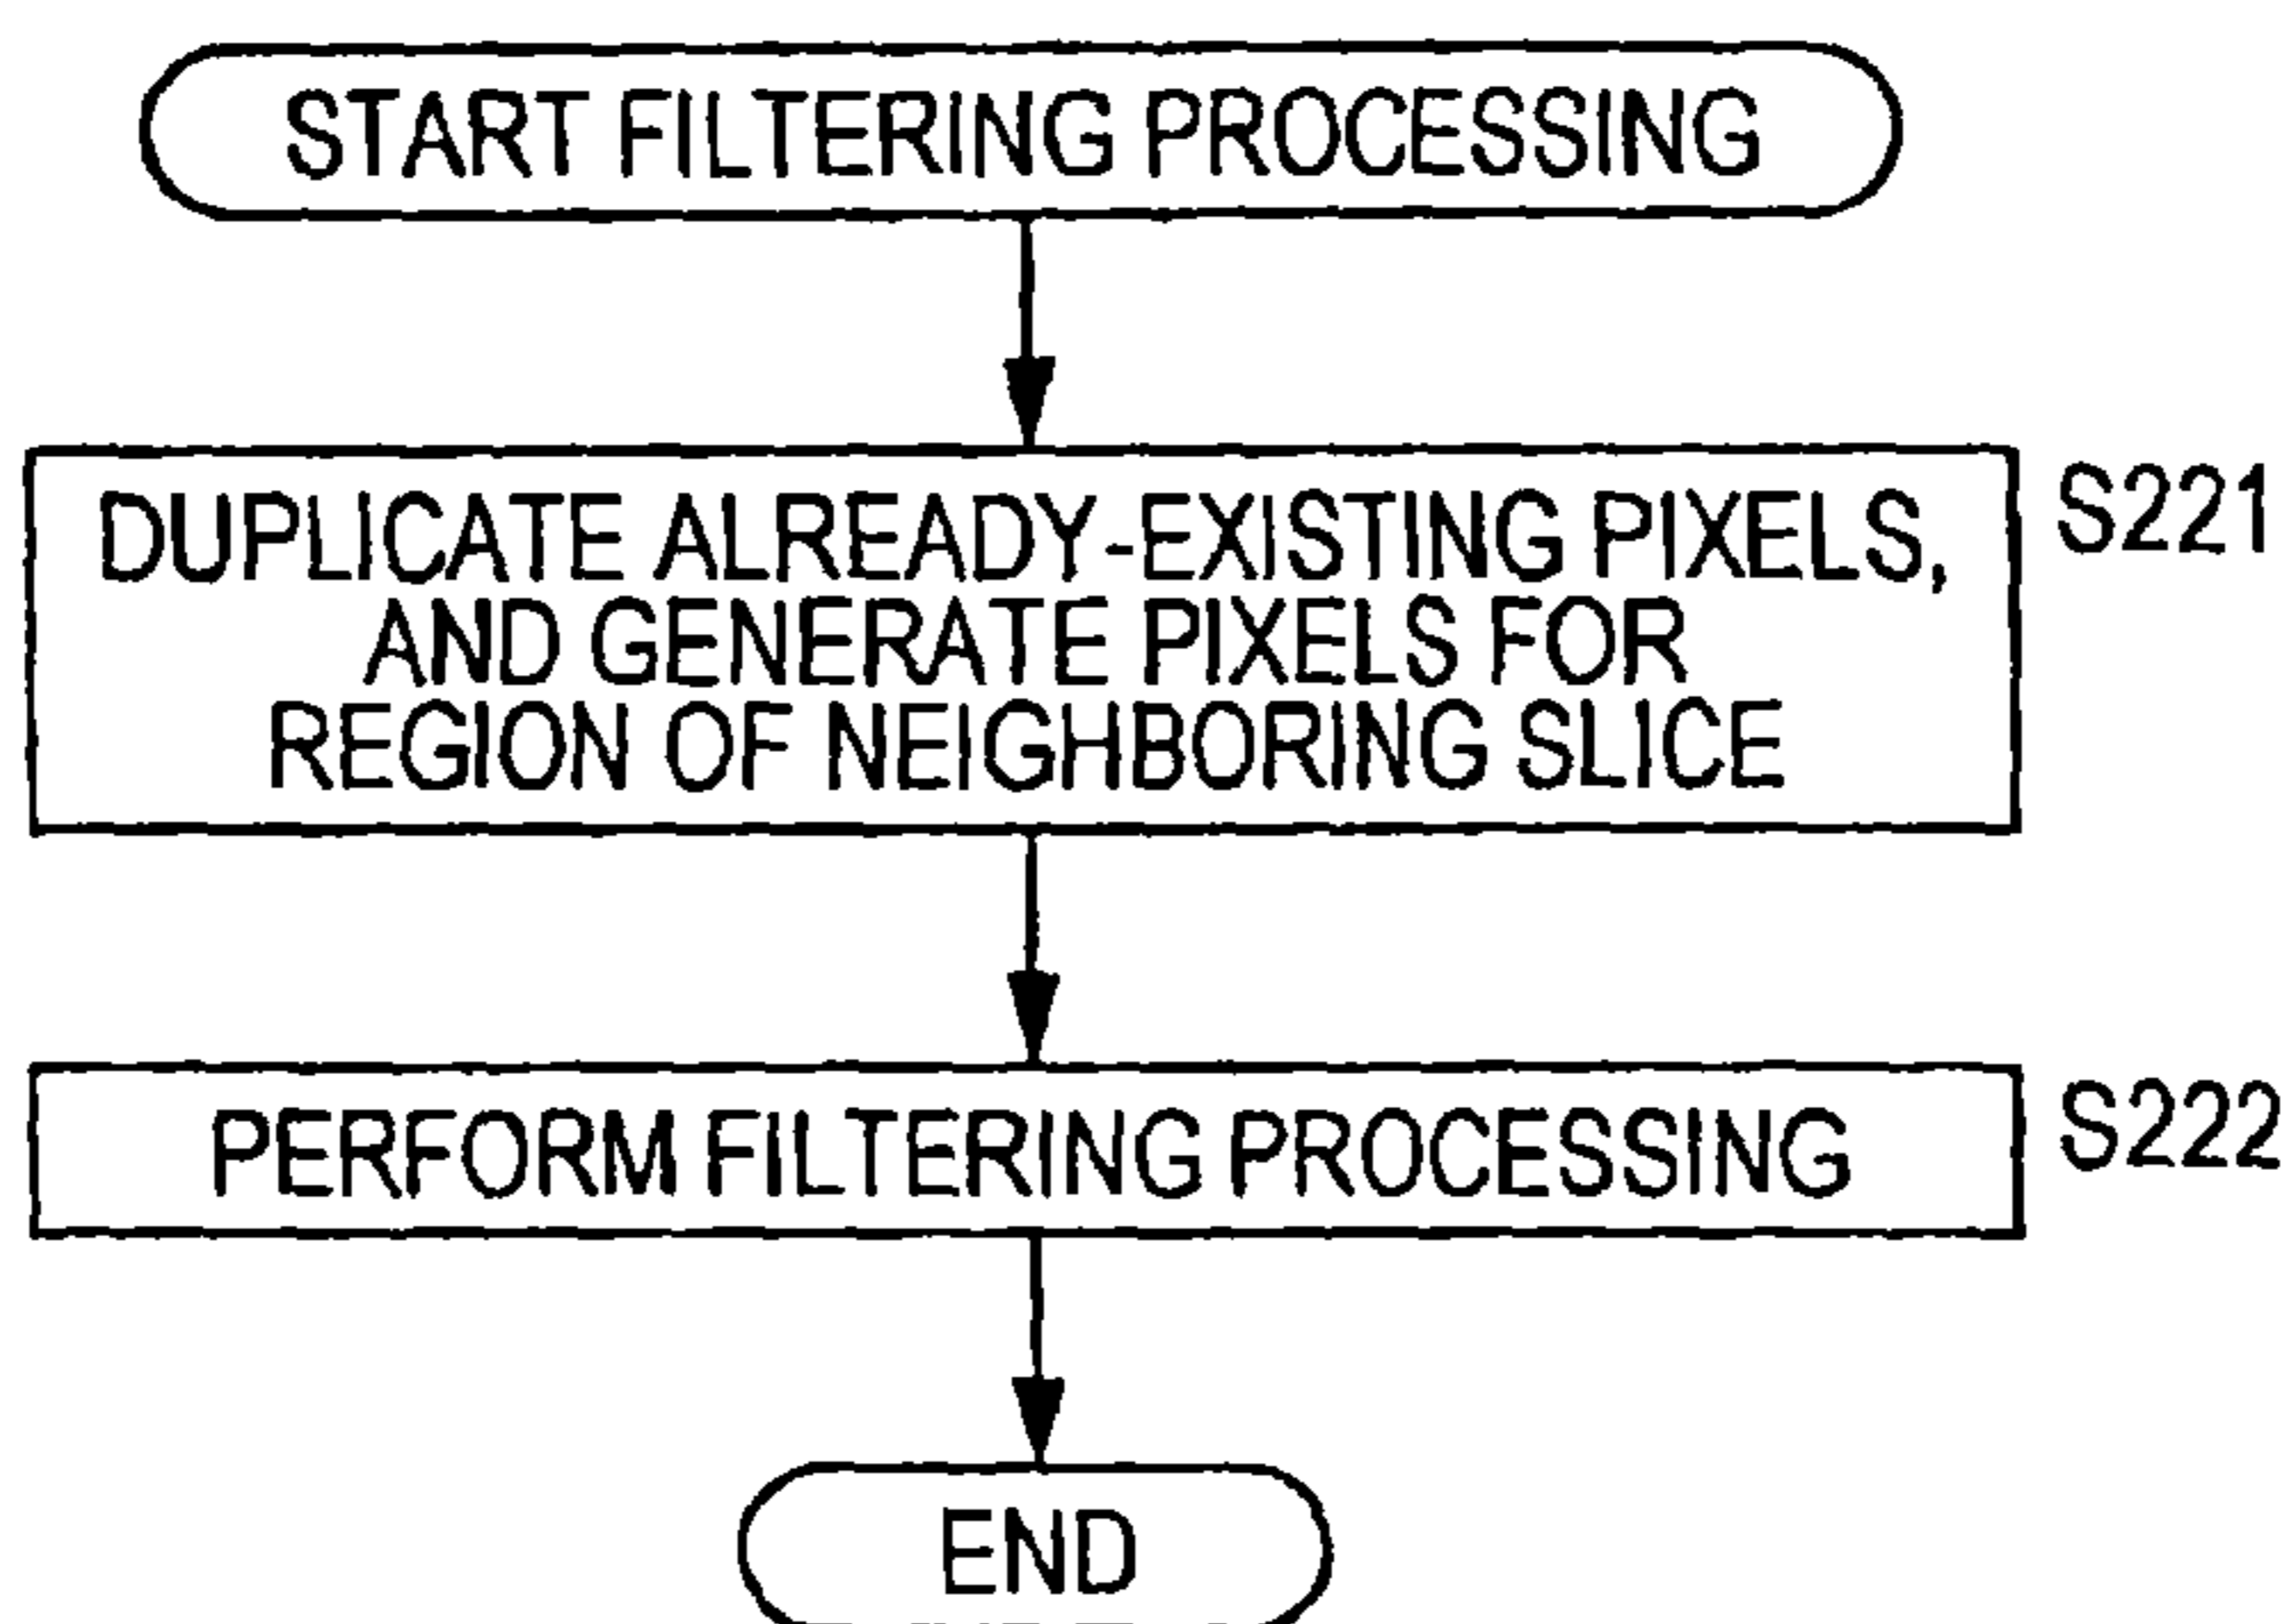 START FILTERING PROCESSING
DUPLICATE ALREADY-EXISTING PIXELS,
AND GENERATE PIXELS FOR
REGION OF NEIGHBORING SLICE
S221
PERFORM FILTERING PROCESSING
S222
END